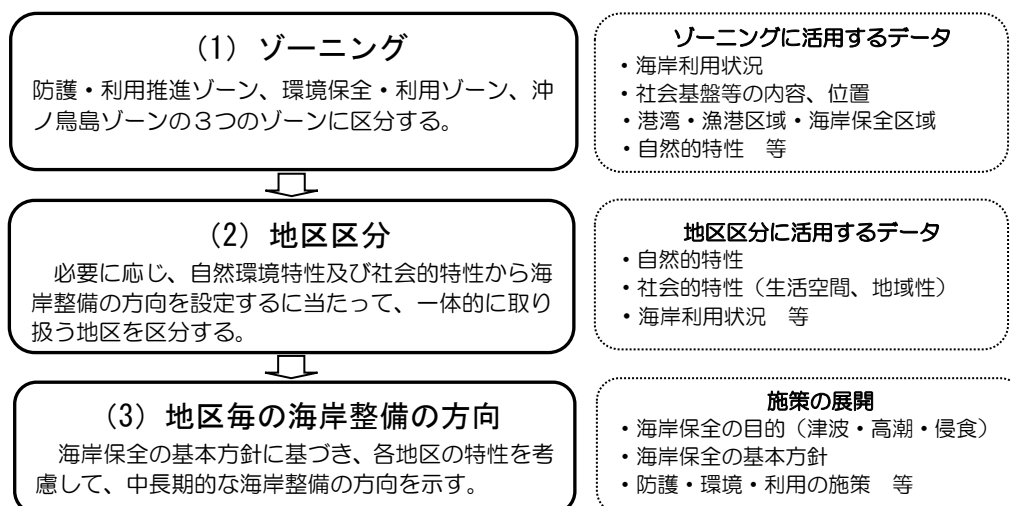 (1) ゾーニング
防護・利用推進ゾーン、環境保全・利用ゾーン、沖
ノ鳥島ゾーンの３つのゾーンに区分する。
ゾーニングに活用するデータ
・海岸利用状況
・社会基盤等の内容、位置
・港湾・漁港区域・海岸保全区域
・自然的特性　等
(2) 地区区分
必要に応じ、自然環境特性及び社会的特性から海
岸整備の方向を設定するに当たって、一体的に取り
扱う地区を区分する。
地区区分に活用するデータ
・自然的特性
・社会的特性（生活空間、地域性）
・海岸利用状況　等
(3) 地区毎の海岸整備の方向
海岸保全の基本方針に基づき、各地区の特性を考
慮して、中長期的な海岸整備の方向を示す。
施策の展開
・海岸保全の目的（津波・高潮・侵食）
・海岸保全の基本方針
・防護・環境・利用の施策　等